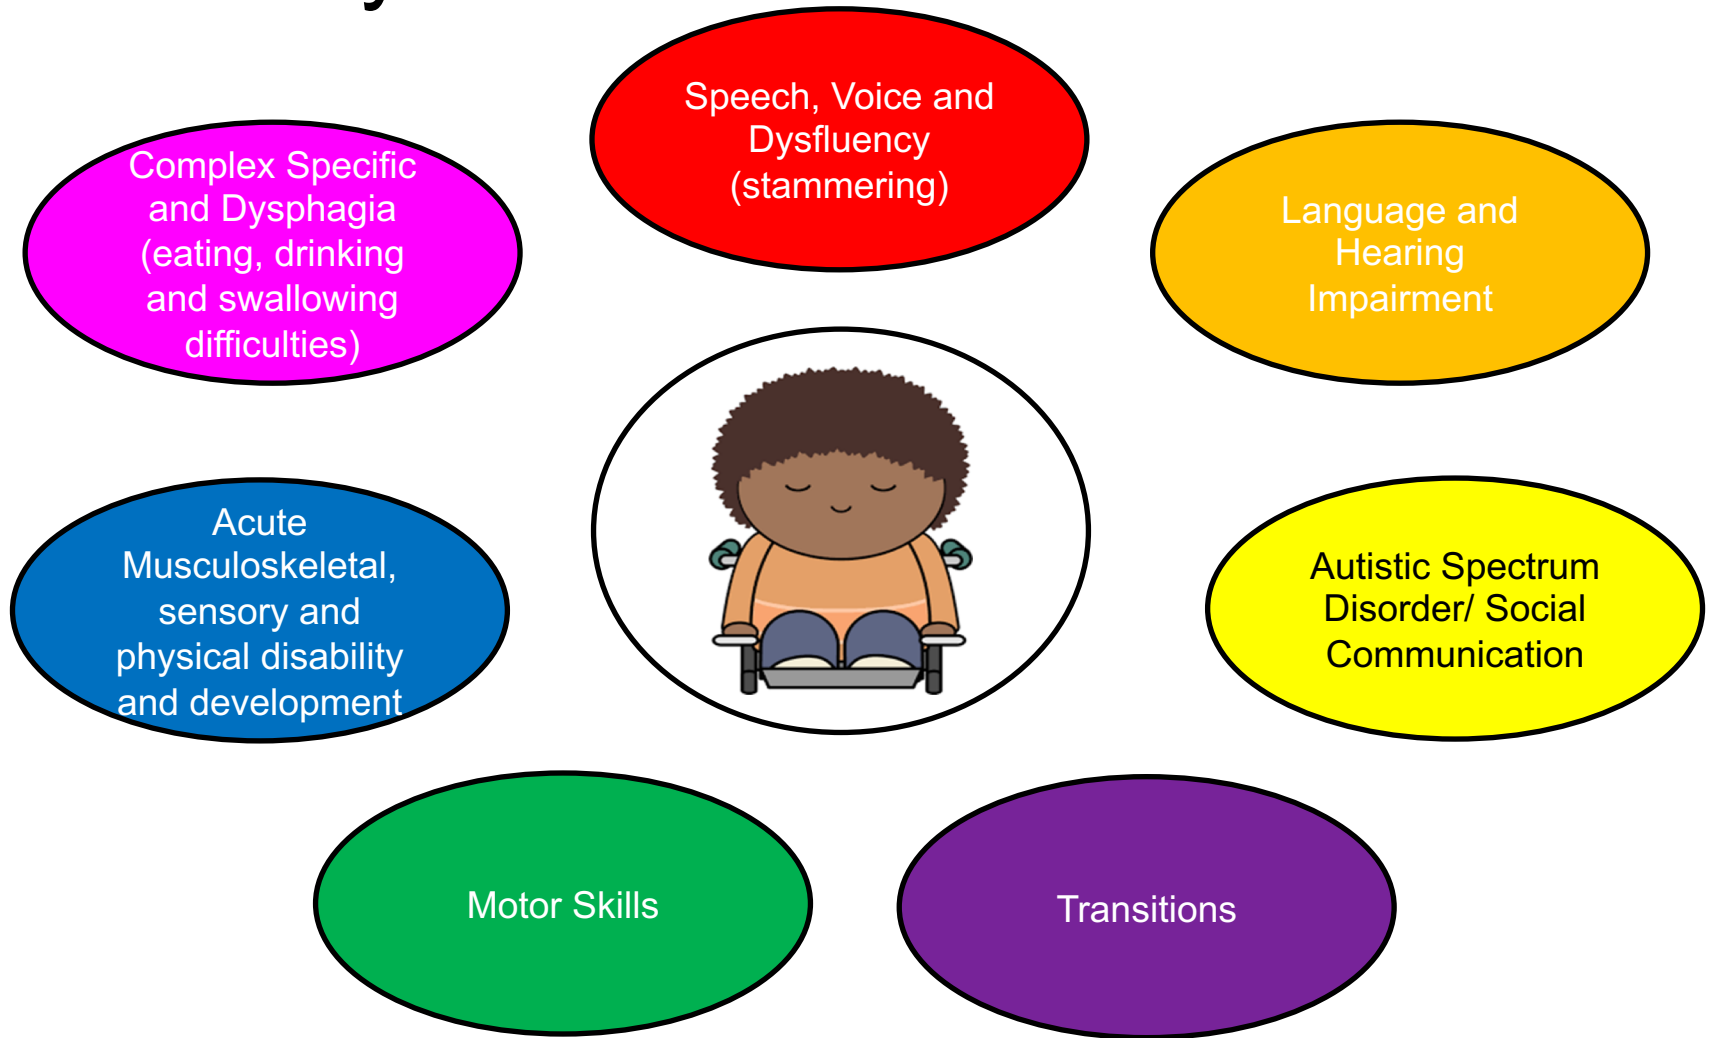 Speech, Voice and
Dysfluency
(stammering)
Complex Specific
and Dysphagia
(eating, drinking
and swallowing
difficulties)
Language and
Hearing
Impairment
Acute
Musculoskeletal,
sensory and
physical disability
and development
Autistic Spectrum
Disorder/ Social
Communication
Motor Skills
Transitions